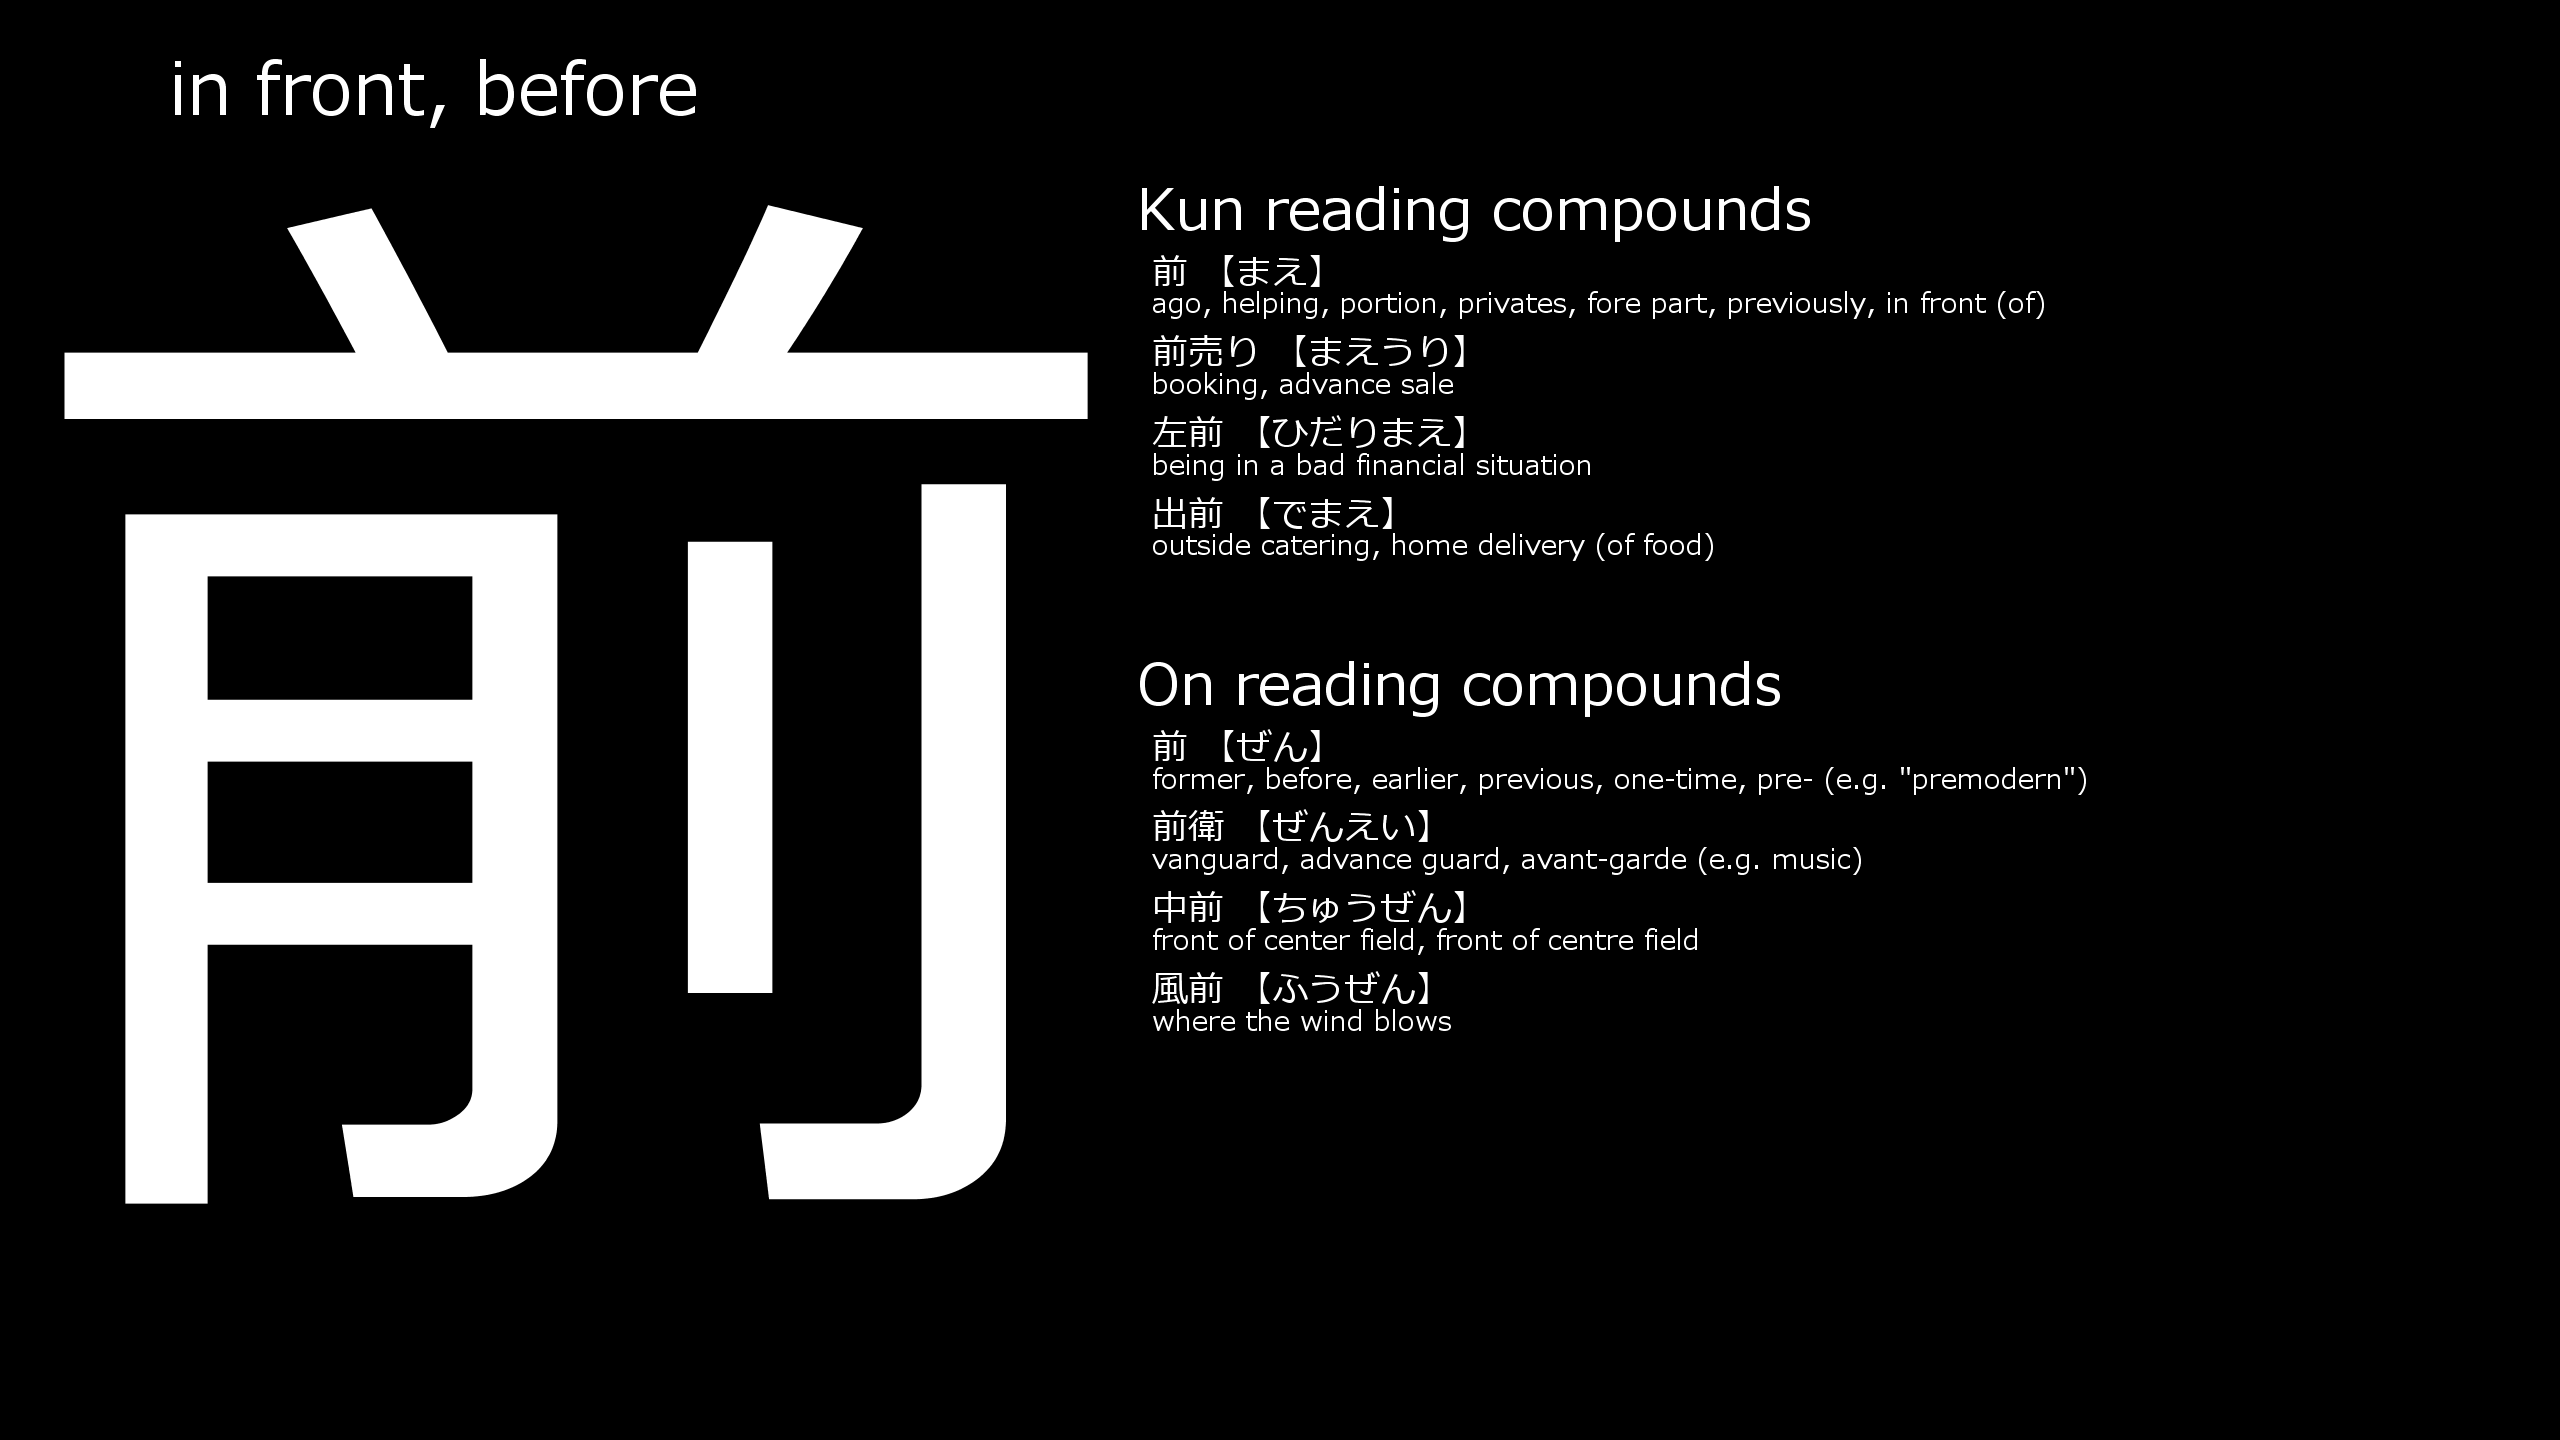 in front, before
前
Kun reading compounds
前 【まえ】
ago, helping, portion, privates, fore part, previously, in front (of)
前売り 【まえうり】
booking, advance sale
左前 【ひだりまえ】
being in a bad financial situation
出前 【でまえ】
outside catering, home delivery (of food)
On reading compounds
前 【ぜん】
former, before, earlier, previous, one-time, pre- (e.g. "premodern")
前衛 【ぜんえい】
vanguard, advance guard, avant-garde (e.g. music)
中前 【ちゅうぜん】
front of center field, front of centre field
風前 【ふうぜん】
where the wind blows